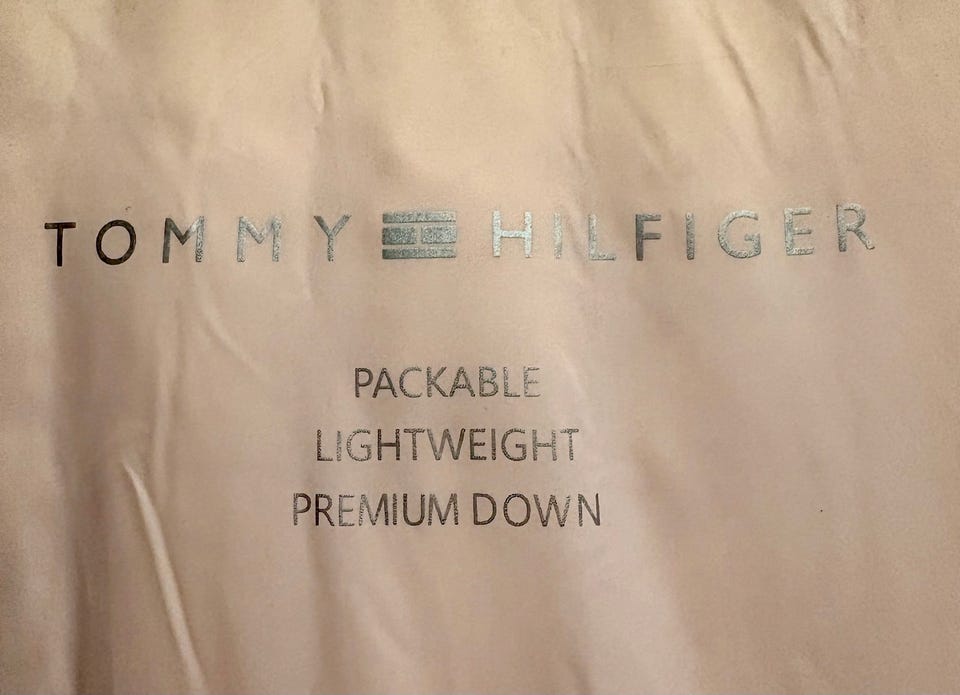 TOMMY HILFIGER
PACKABLE
LIGHTWEIGHT
PREMIUM DOWN